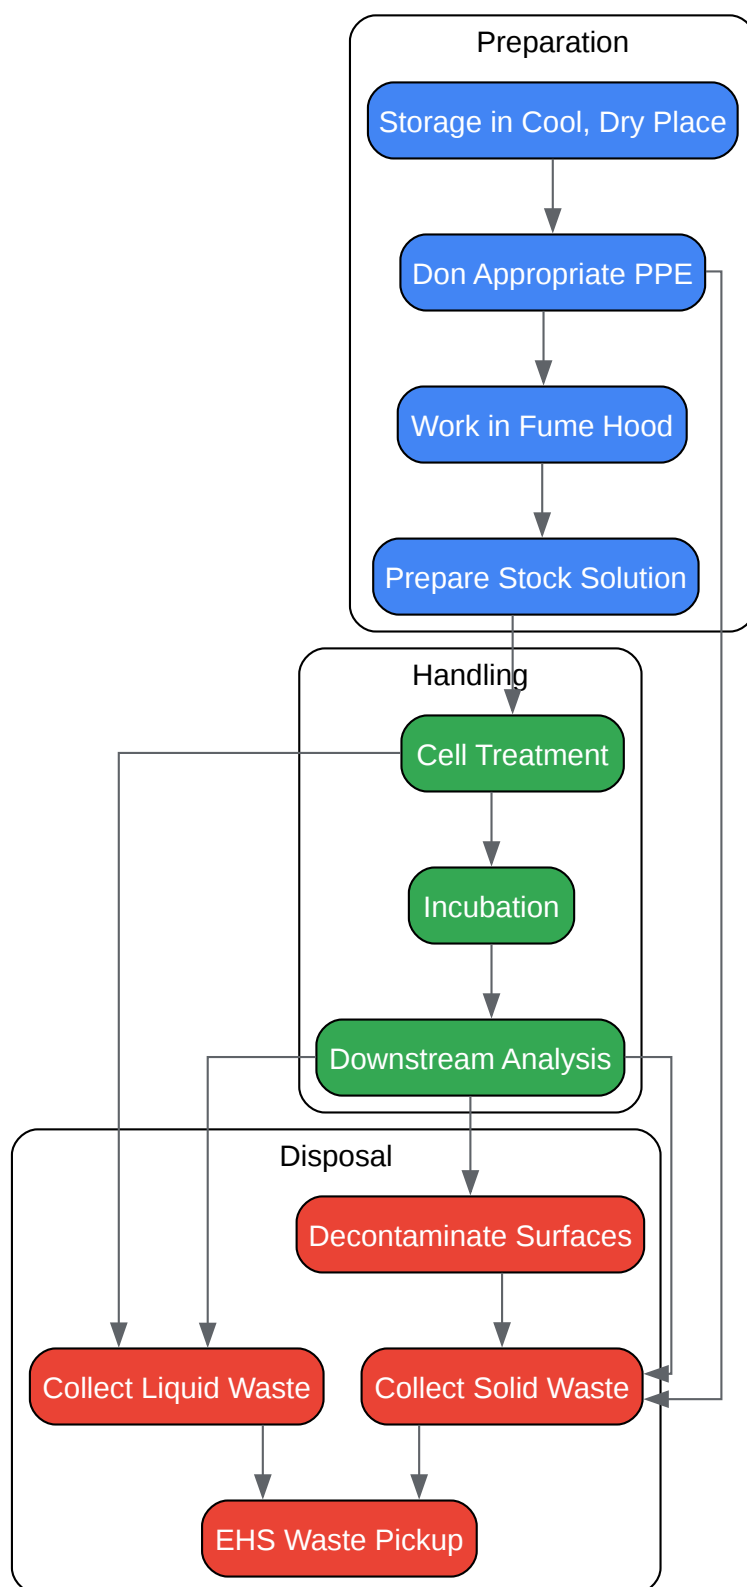 Preparation
Storage in Cool, Dry Place
Don Appropriate PPE
Work in Fume Hood
Prepare Stock Solution
Handling
Cell Treatment
Incubation
Downstream Analysis
Disposal
Decontaminate Surfaces
Collect Liquid Waste
Collect Solid Waste
EHS Waste Pickup